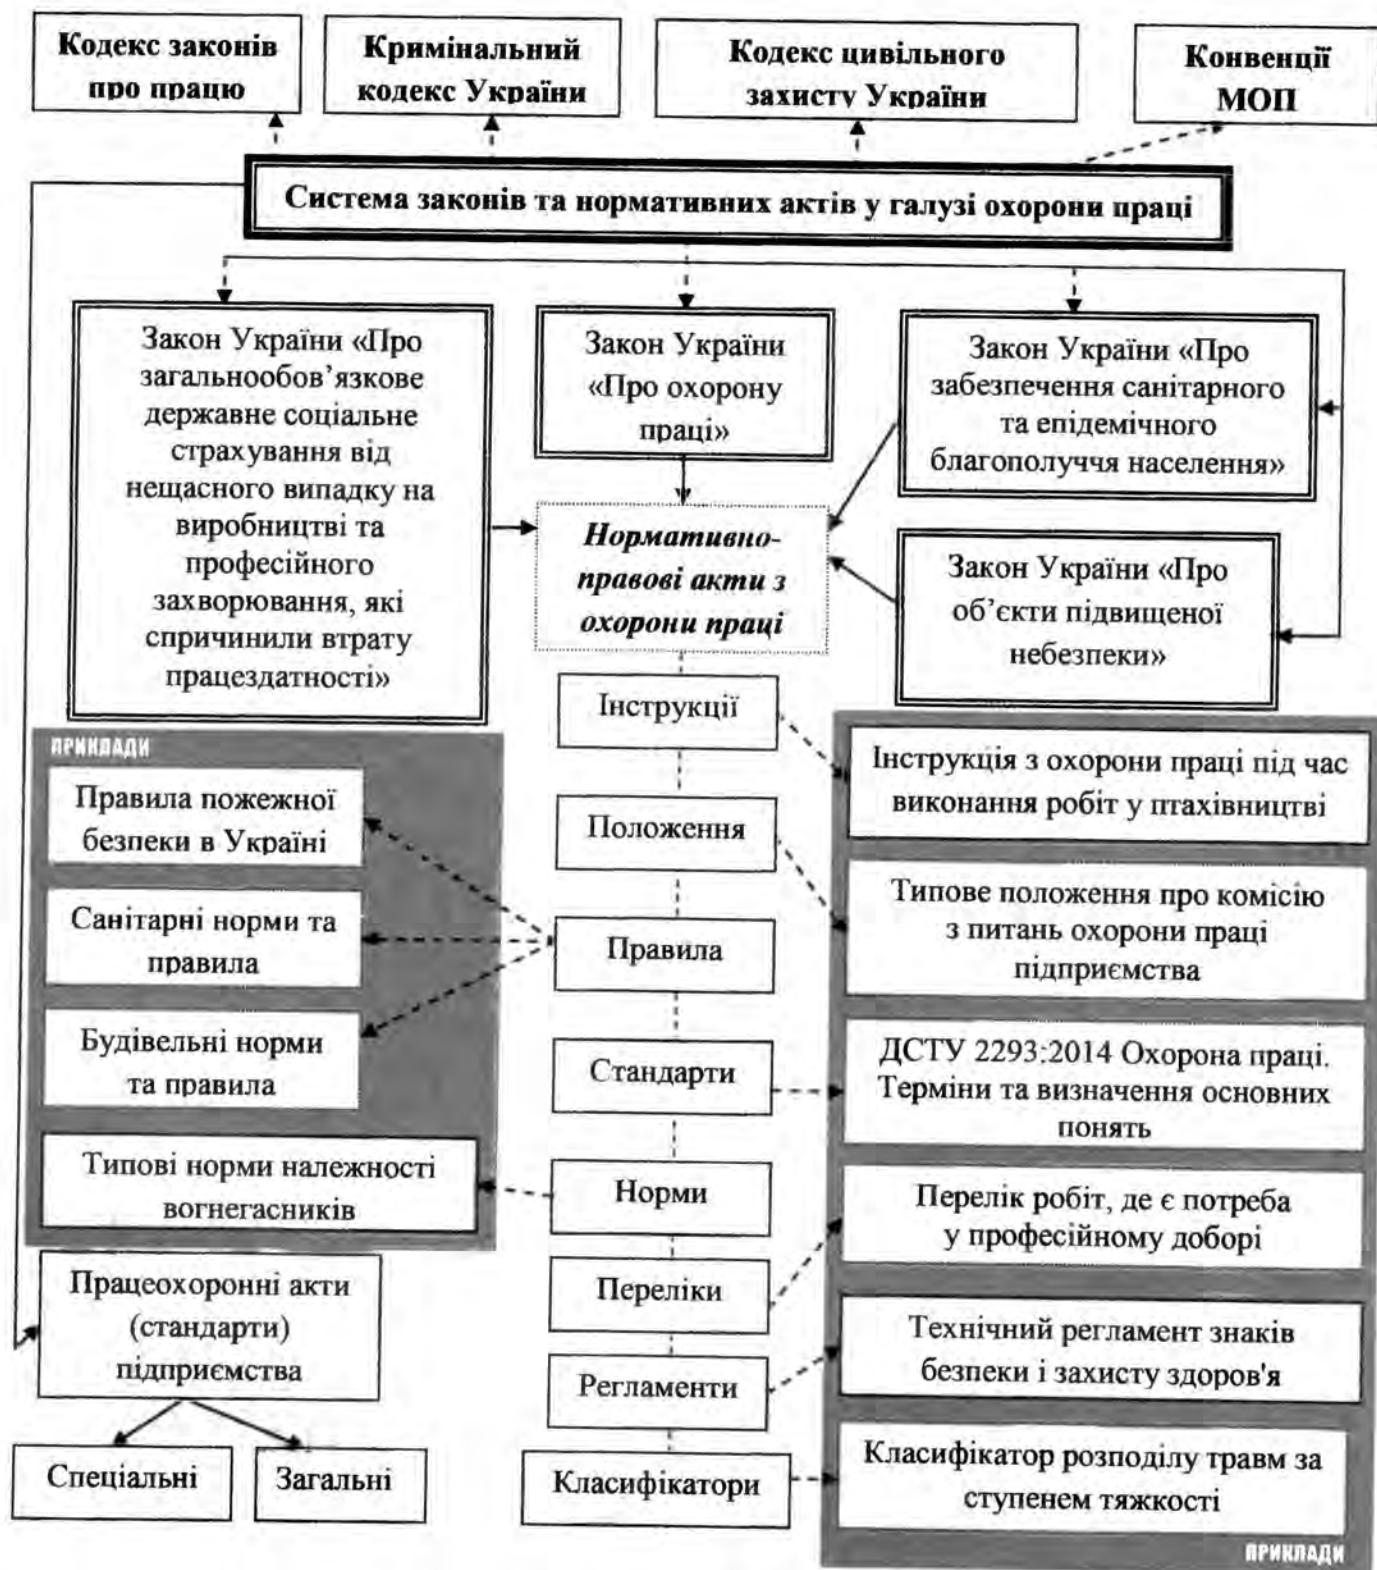 Кодекс законів
про працю
Кримінальний
кодекс України
Кодекс цивільного
захисту України
Конвенції
МОП
Система законів та нормативних актів у галузі охорони праці
Закон України «Про
загальнообов’язкове
державне соціальне
страхування від
нещасного випадку на
виробництві та
професійного
захворювання, які
спричинили втрату
працездатності»
Закон України
«Про охорону
праці»
Закон України «Про
забезпечення санітарного
та епідемічного
благополуччя населення»
Нормативно-
правові акти з
охорони праці
Закон України «Про
об’єкти підвищеної
небезпеки»
ПРИКЛАДИ
Правила пожежної
безпеки в Україні
Санітарні норми та
правила
Будівельні норми
та правила
Типові норми належності
вогнегасників
Інструкції
Положення
Правила
Стандарти
Норми
Переліки
Регламенти
Класифікатори
Інструкція з охорони праці під час
виконання робіт у птахівництві
Типове положення про комісію
з питань охорони праці
підприємства
ДСТУ 2293:2014 Охорона праці.
Терміни та визначення основних
понять
Перелік робіт, де є потреба
у професійному доборі
Технічний регламент знаків
безпеки і захисту здоров'я
Класифікатор розподілу травм за
ступенем тяжкості
ПРИКЛАДИ
Працеохоронні акти
(стандарти)
підприємства
Спеціальні
Загальні